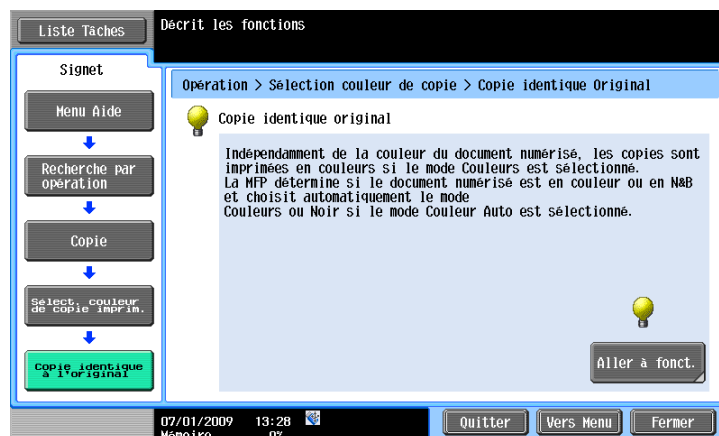 Liste Tâches
Décrit les fonctions
Signet
Menu Aide
Recherche par
opération
Copie
Sélect. couleur
de copie imprim.
Copie identique
à l'original
Opération > Sélection couleur de copie > Copie identique Original
Copie identique original
Indépendamment de la couleur du document numérisé, les copies sont
imprimées en couleurs si le mode Couleurs est sélectionné.
La MFP détermine si le document numérisé est en couleur ou en N&B
et choisit automatiquement le mode
Couleurs ou Noir si le mode Couleur Auto est sélectionné.
Aller à fonct.
07/01/2009 13:28
Mémoire 0%
Quitter
Vers Menu
Fermer